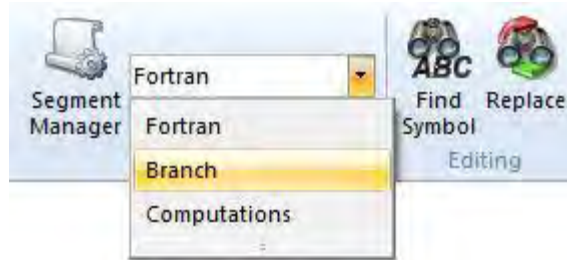 ABC
Fortran
Segment Manager
Find Symbol
Replace
Fortran
Editing
Branch
Computations